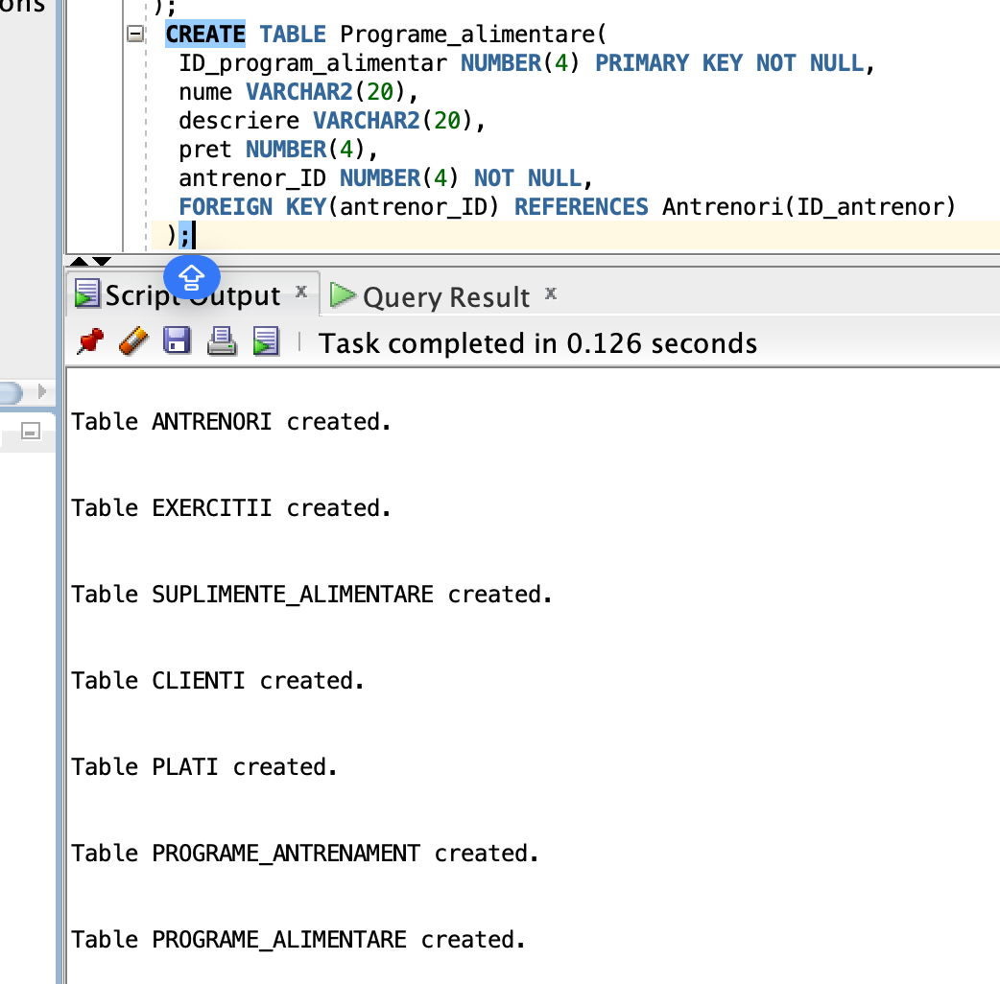 ons
);
CREATE TABLE Programe_alimentare(
ID_program_alimentar NUMBER(4) PRIMARY KEY NOT NULL,
nume VARCHAR2(20),
descriere VARCHAR2(20),
pret NUMBER(4),
antrenor_ID NUMBER(4) NOT NULL,
FOREIGN KEY(antrenor_ID) REFERENCES Antrenori(ID_antrenor)
);
Script Output x Query Result x
Task completed in 0.126 seconds
Table ANTRENORI created.
Table EXERCITII created.
Table SUPLIMENTE_ALIMENTARE created.
Table CLIENTI created.
Table PLATI created.
Table PROGRAME_ANTRENAMENT created.
Table PROGRAME_ALIMENTARE created.